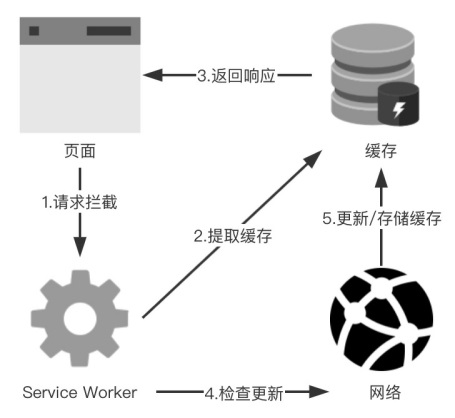 3.返回响应
页面
缓存
1.请求拦截
2.提取缓存
5.更新/存储缓存
Service Worker
4.检查更新
网络